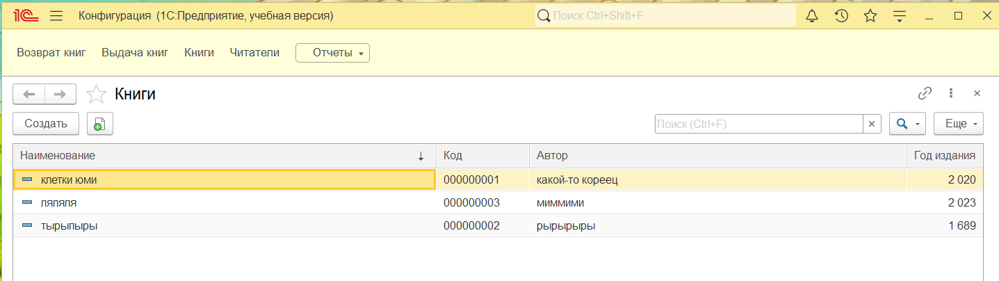 1С Конфигурация (1С:Предприятие, учебная версия) Поиск Ctrl+Shift+F
Возврат книг Выдача книг Книги Читатели Отчеты
Книги
Создать Поиск (Ctrl+F) × Еще
Наименование ↓ Код Автор Год издания
клетки юми 000000001 какой-то кореец 2 020
ляляля 000000003 миммими 2 023
тырыпыры 000000002 рырырыры 1 689